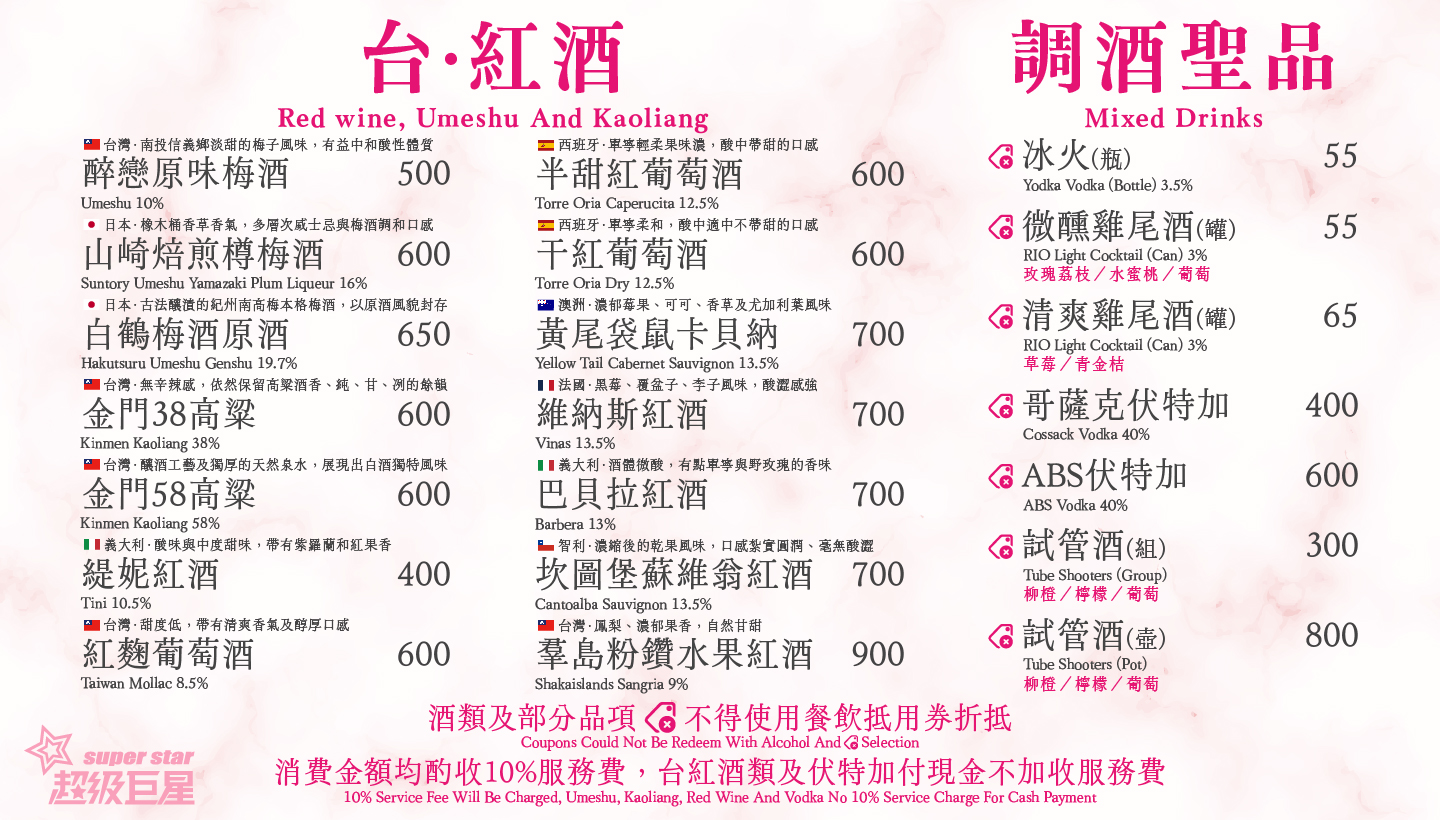 台·紅酒
Red wine, Umeshu And Kaoliang
台灣·南投信義鄉淡甜的梅子風味，有益中和酸性體質
醉戀原味梅酒 500
Umeshu 10%
日本·橡木桶香草香氣，多層次威士忌與梅酒調和口感
山崎焙煎樽梅酒 600
Suntory Umeshu Yamazaki Plum Liqueur 16%
日本·古法釀漬的紀州南高梅本格梅酒，以原酒風貌封存
白鶴梅酒原酒 650
Hakutsuru Umeshu Genshu 19.7%
台灣·無辛辣感，依然保留高粱酒香、純、甘、冽的餘韻
金門38高粱 600
Kinmen Kaoliang 38%
台灣·釀酒工藝及獨厚的天然泉水，展現出白酒獨特風味
金門58高粱 600
Kinmen Kaoliang 58%
義大利·酸味與中度甜味，帶有紫羅蘭和紅果香
緹妮紅酒 400
Tini 10.5%
台灣·甜度低，帶有清爽香氣及醇厚口感
紅麴葡萄酒 600
Taiwan Mollac 8.5%
西班牙·單寧輕柔果味濃，酸中帶甜的口感
半甜紅葡萄酒 600
Torre Oria Caperucita 12.5%
西班牙·單寧柔和，酸中適中不帶甜的口感
干紅葡萄酒 600
Torre Oria Dry 12.5%
澳洲·濃郁莓果、可可、香草及尤加利葉風味
黃尾袋鼠卡貝納 700
Yellow Tail Cabernet Sauvignon 13.5%
法國·黑莓、覆盆子、李子風味，酸澀感強
維納斯紅酒 700
Vinas 13.5%
義大利·酒體微酸，有點單寧與野玫瑰的香味
巴貝拉紅酒 700
Barbera 13%
智利·濃縮後的乾果風味，口感紮實圓潤、毫無酸澀
坎圖堡蘇維翁紅酒 700
Cantoalba Sauvignon 13.5%
台灣·鳳梨、濃郁果香，自然甘甜
羣島粉鑽水果紅酒 900
Shakaislands Sangria 9%
調酒聖品
Mixed Drinks
冰火(瓶) 55
Yodka Vodka (Bottle) 3.5%
微醺雞尾酒(罐) 55
RIO Light Cocktail (Can) 3%
玫瑰荔枝／水蜜桃／葡萄
清爽雞尾酒(罐) 65
RIO Light Cocktail (Can) 3%
草莓／青金桔
哥薩克伏特加 400
Cossack Vodka 40%
ABS伏特加 600
ABS Vodka 40%
試管酒(組) 300
Tube Shooters (Group)
柳橙／檸檬／葡萄
試管酒(壺) 800
Tube Shooters (Pot)
柳橙／檸檬／葡萄
酒類及部分品項 不得使用餐飲抵用券折抵
Coupons Could Not Be Redeem With Alcohol And Selection
消費金額均酌收10%服務費，台紅酒類及伏特加付現金不加收服務費
10% Service Fee Will Be Charged, Umeshu, Kaoliang, Red Wine And Vodka No 10% Service Charge For Cash Payment
super star
超級巨星